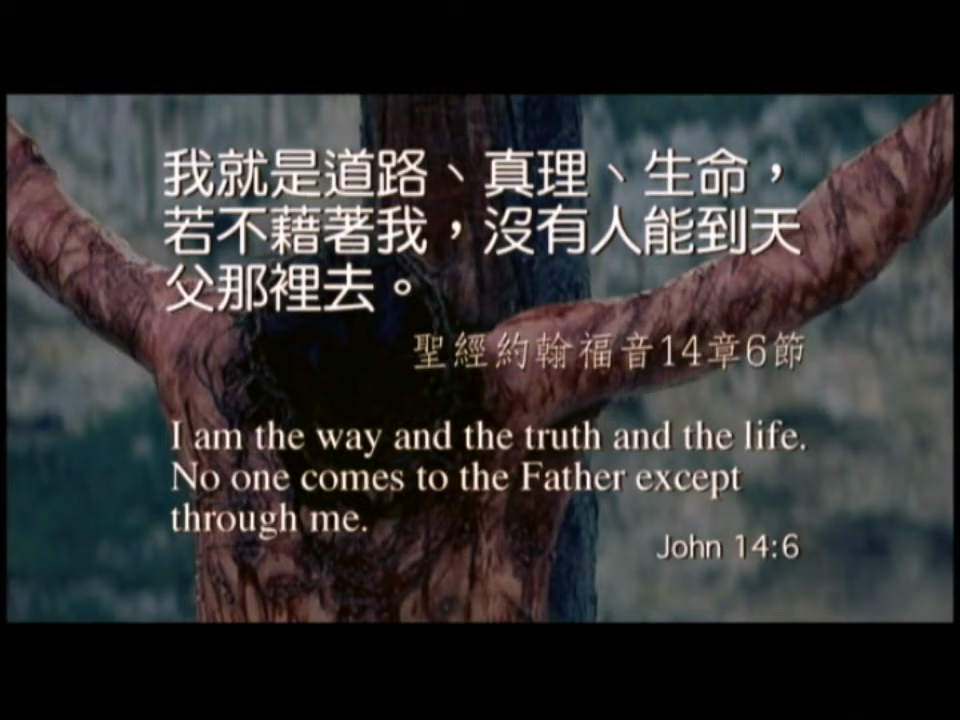 我就是道路、真理、生命，
若不藉著我，沒有人能到天
父那裡去。
聖經約翰福音14章6節
I am the way and the truth and the life.
No one comes to the Father except
through me.
John 14:6